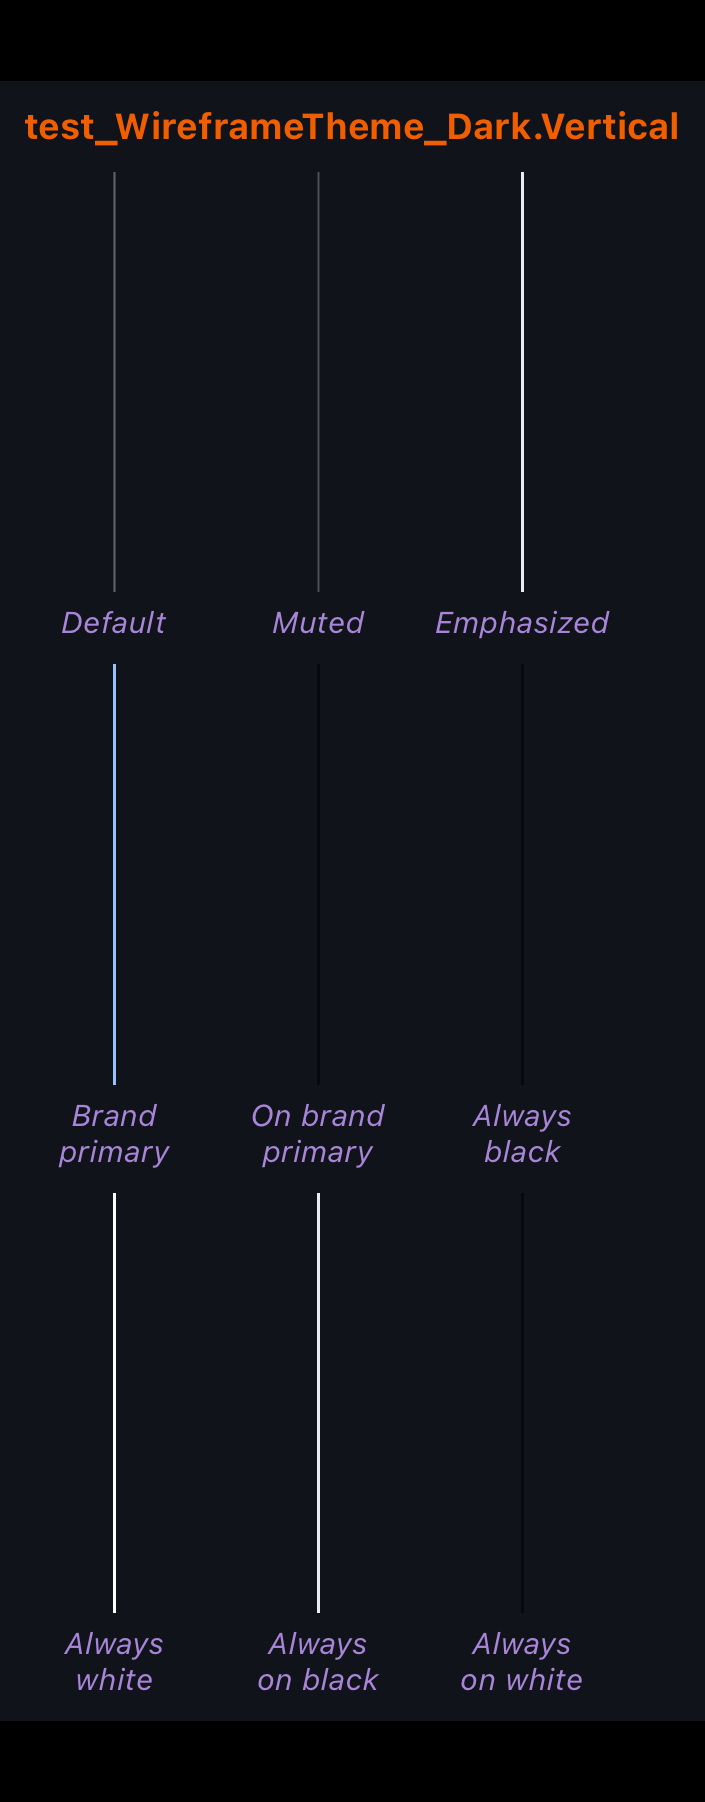 test_WireframeTheme_Dark.Vertical
Default
Muted
Emphasized
Brand
primary
On brand
primary
Always
black
Always
white
Always
on black
Always
on white